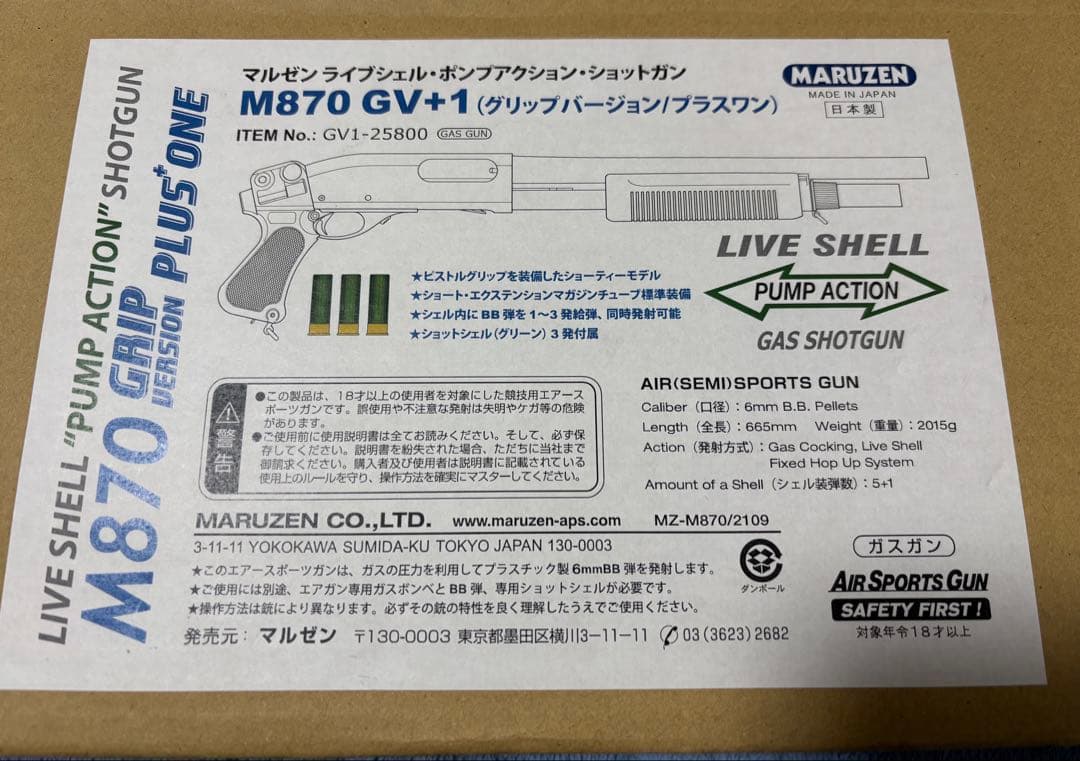 LIVE SHELL "PUMP ACTION" SHOTGUN
M870 GRIP VERSION PLUS+ONE
マルゼン ライブシェル・ポンプアクション・ショットガン
M870 GV+1(グリップバージョン/プラスワン)
ITEM No.: GV1-25800 GAS GUN
MARUZEN
MADE IN JAPAN
日本製
★ピストルグリップを装備したショーティーモデル
★ショート・エクステンションマガジンチューブ標準装備
★シェル内にBB弾を1〜3発給弾、同時発射可能
★ショットシェル(グリーン)3発付属
LIVE SHELL
PUMP ACTION
GAS SHOTGUN
警告
●この製品は、18才以上の使用者を対象にした競技用エアース
ポーツガンです。誤使用や不注意な発射は失明やケガ等の危険
があります。
●ご使用前に使用説明書は全てお読みください。そして、必ず保
存してください。説明書を紛失された場合、ただちに当社まで
御請求ください。購入者及び使用者は説明書に記載されている
使用上のルールを守り、操作方法を確実にマスターしてください。
AIR(SEMI)SPORTS GUN
Caliber(口径):6mm B.B. Pellets
Length(全長):665mm Weight(重量):2015g
Action(発射方式):Gas Cocking, Live Shell
Fixed Hop Up System
Amount of a Shell(シェル装弾数):5+1
MARUZEN CO.,LTD. www.maruzen-aps.com MZ-M870/2109
3-11-11 YOKOKAWA SUMIDA-KU TOKYO JAPAN 130-0003
★このエアースポーツガンは、ガスの圧力を利用してプラスチック製6mmBB弾を発射します。
★ご使用には別途、エアガン専用ガスボンベとBB弾、専用ショットシェルが必要です。
★操作方法は銃により異なります。必ずその銃の特性を良く理解したうえでご使用ください。
発売元:マルゼン 〒130-0003 東京都墨田区横川3-11-11 03(3623)2682
ダンボール
ガスガン
AIR SPORTS GUN
SAFETY FIRST!
対象年令18才以上